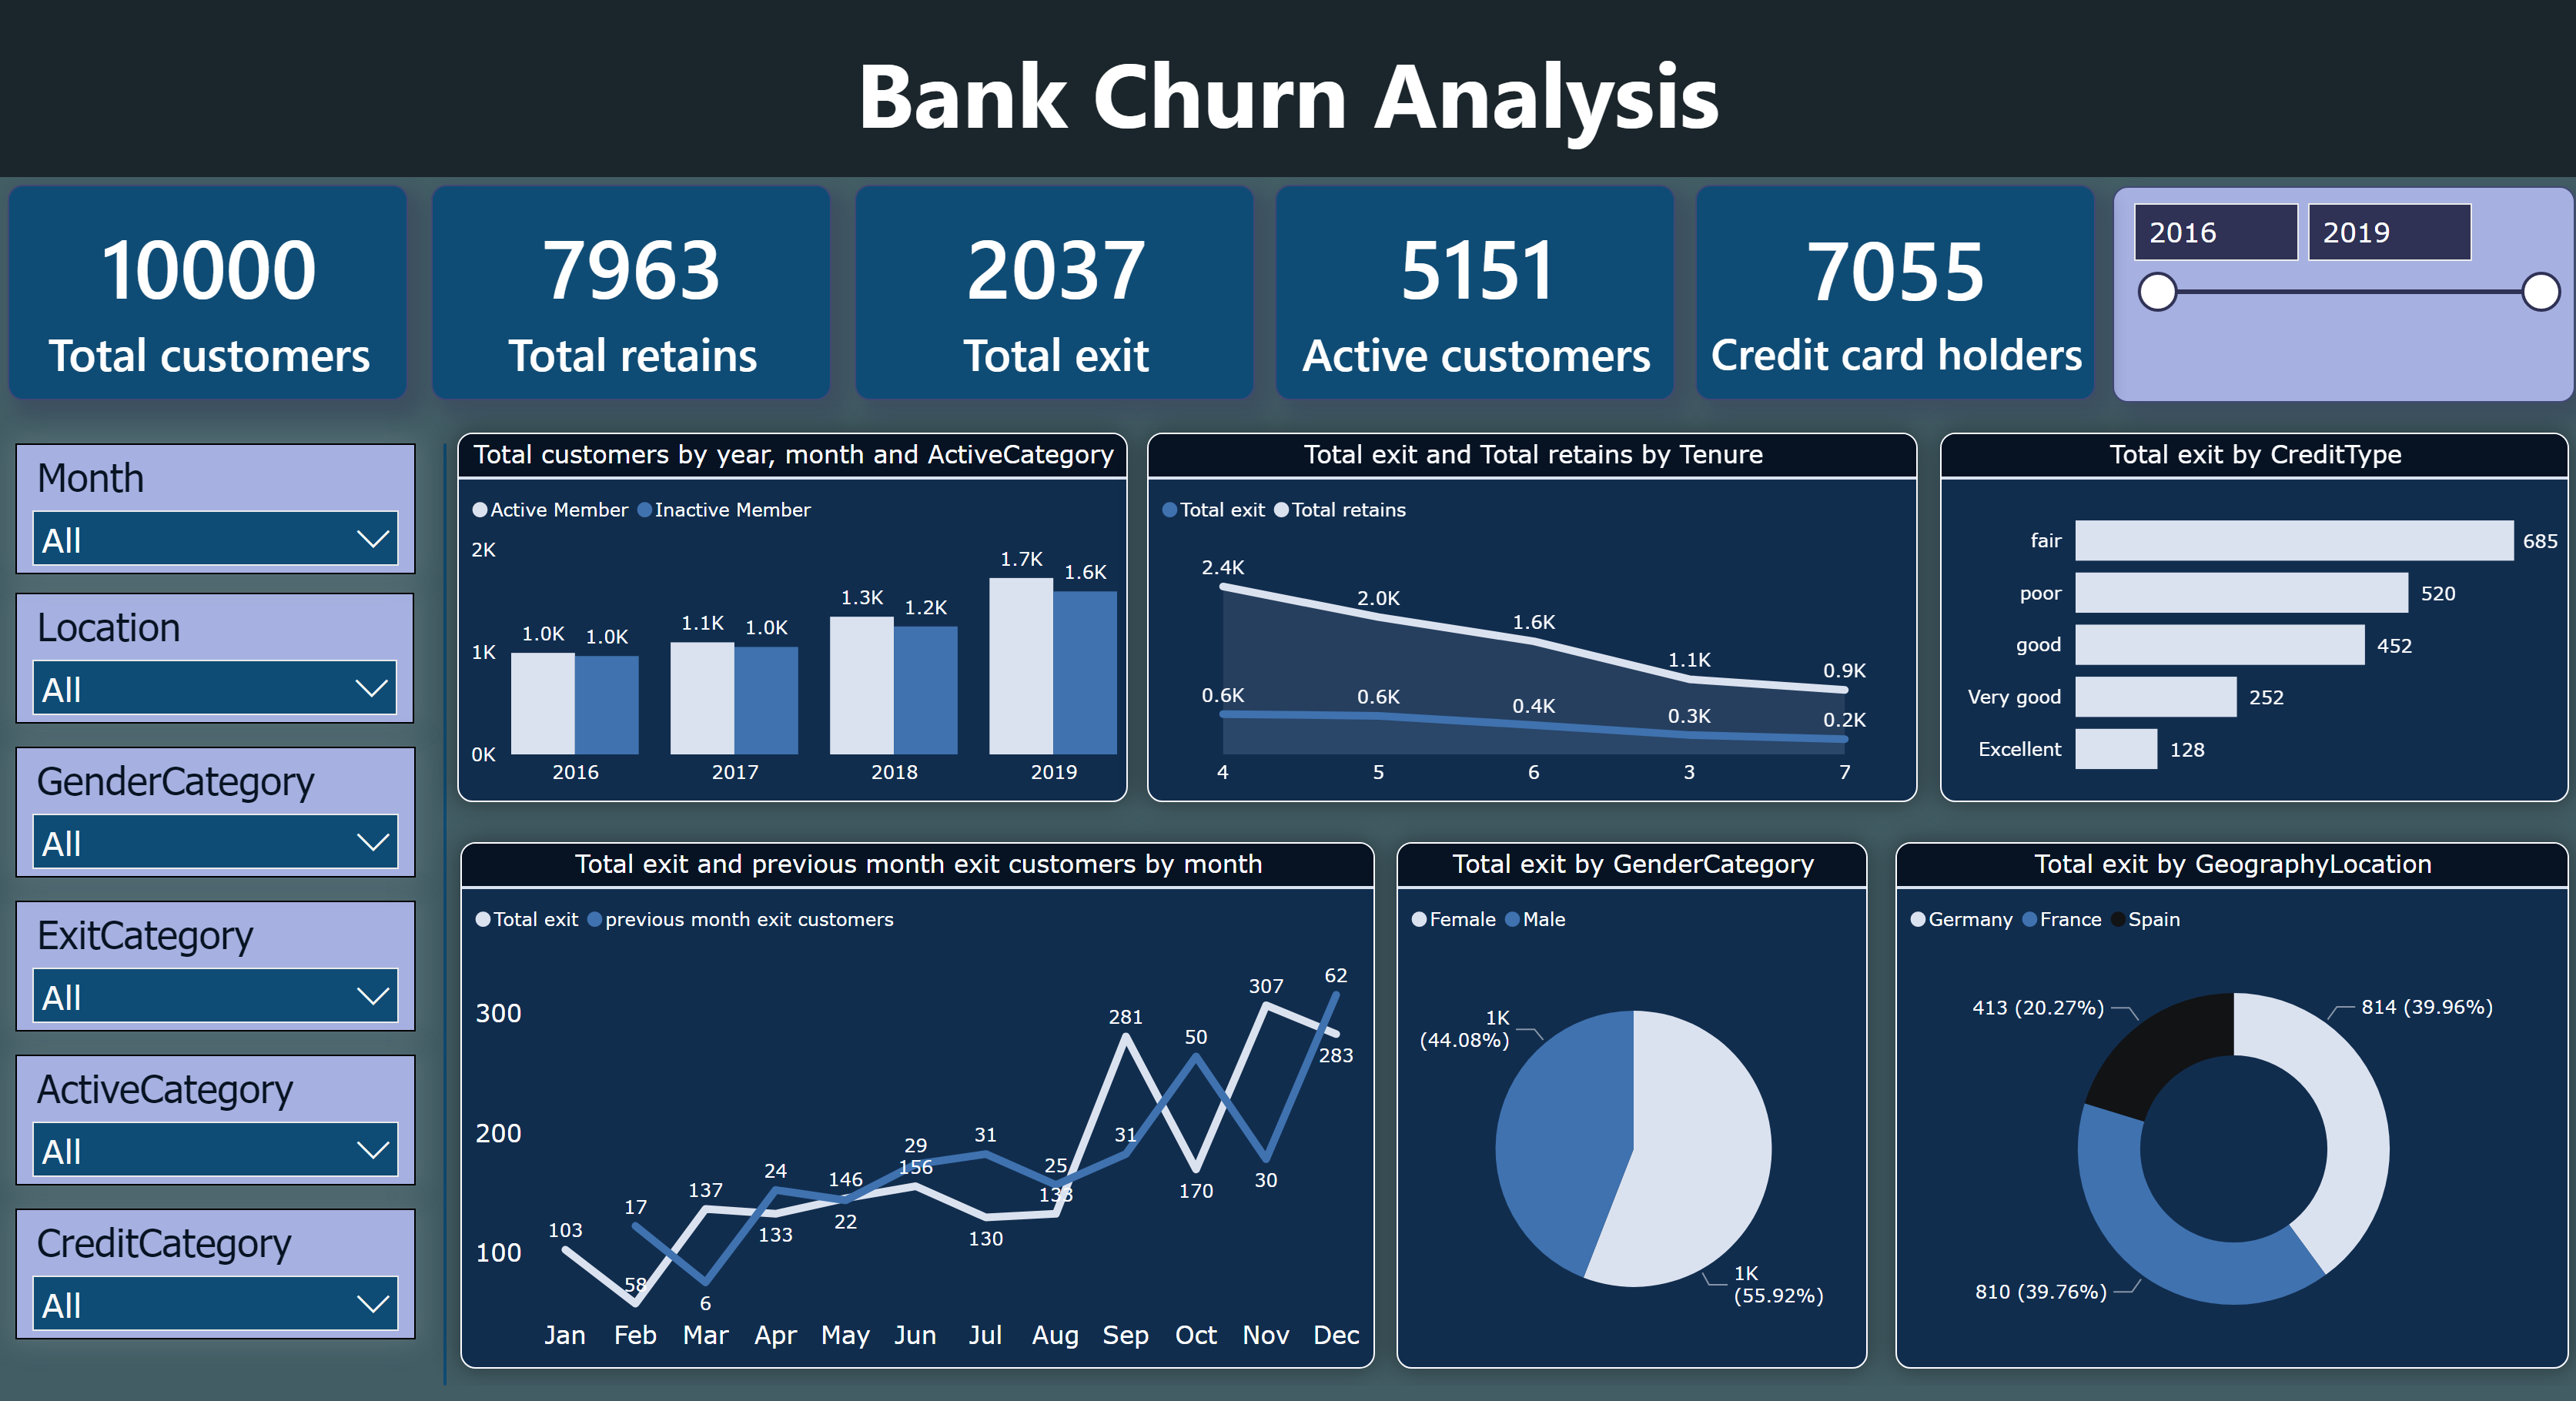 Bank Churn Analysis
10000
Total customers
7963
Total retains
2037
Total exit
5151
Active customers
7055
Credit card holders
2016 2019
Month
All
Location
All
GenderCategory
All
ExitCategory
All
ActiveCategory
All
CreditCategory
All
Total customers by year, month and ActiveCategory
Active Member Inactive Member
2K
1K
0K
1.0K 1.0K 1.1K 1.0K 1.3K 1.2K 1.7K 1.6K
2016 2017 2018 2019
Total exit and Total retains by Tenure
Total exit Total retains
2.4K 2.0K 1.6K 1.1K 0.9K
0.6K 0.6K 0.4K 0.3K 0.2K
4 5 6 3 7
Total exit by CreditType
fair 685
poor 520
good 452
Very good 252
Excellent 128
Total exit and previous month exit customers by month
Total exit previous month exit customers
300
200
100
103 58 137 133 146 156 130 133 281 170 307 283
17 6 24 22 29 31 25 31 50 30 62
Jan Feb Mar Apr May Jun Jul Aug Sep Oct Nov Dec
Total exit by GenderCategory
Female Male
1K
(44.08%)
1K
(55.92%)
Total exit by GeographyLocation
Germany France Spain
413 (20.27%)
814 (39.96%)
810 (39.76%)